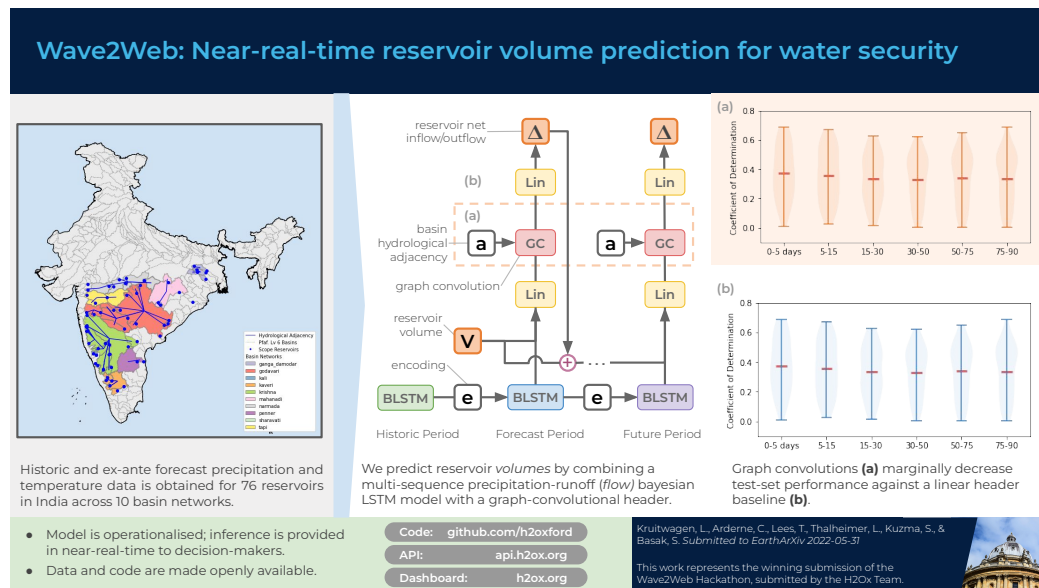 Wave2Web: Near-real-time reservoir volume prediction for water security
Hydrological Adjacency
Pfaf. Lv 6 Basins
Scope Reservoirs
Basin Networks
ganga_damodar
godavari
kali
kaveri
krishna
mahanadi
narmada
penner
sharavati
tapi
Historic and ex-ante forecast precipitation and
temperature data is obtained for 76 reservoirs
in India across 10 basin networks.
reservoir net
inflow/outflow
Δ
Δ
(b)
Lin
Lin
(a)
basin
hydrological
adjacency
a
GC
a
GC
graph convolution
Lin
Lin
reservoir
volume
V
+
...
encoding
BLSTM
e
BLSTM
e
BLSTM
Historic Period
Forecast Period
Future Period
We predict reservoir volumes by combining a
multi-sequence precipitation-runoff (flow) bayesian
LSTM model with a graph-convolutional header.
(a)
Coefficient of Determination
0.8
0.6
0.4
0.2
0.0
0-5 days
5-15
15-30
30-50
50-75
75-90
(b)
Coefficient of Determination
0.8
0.6
0.4
0.2
0.0
0-5 days
5-15
15-30
30-50
50-75
75-90
Graph convolutions (a) marginally decrease
test-set performance against a linear header
baseline (b).
• Model is operationalised; inference is provided
in near-real-time to decision-makers.
• Data and code are made openly available.
Code: github.com/h2oxford
API: api.h2ox.org
Dashboard: h2ox.org
Kruitwagen, L., Arderne, C., Lees, T., Thalheimer, L., Kuzma, S., &
Basak, S. Submitted to EarthArXiv 2022-05-31
This work represents the winning submission of the
Wave2Web Hackathon, submitted by the H2Ox Team.